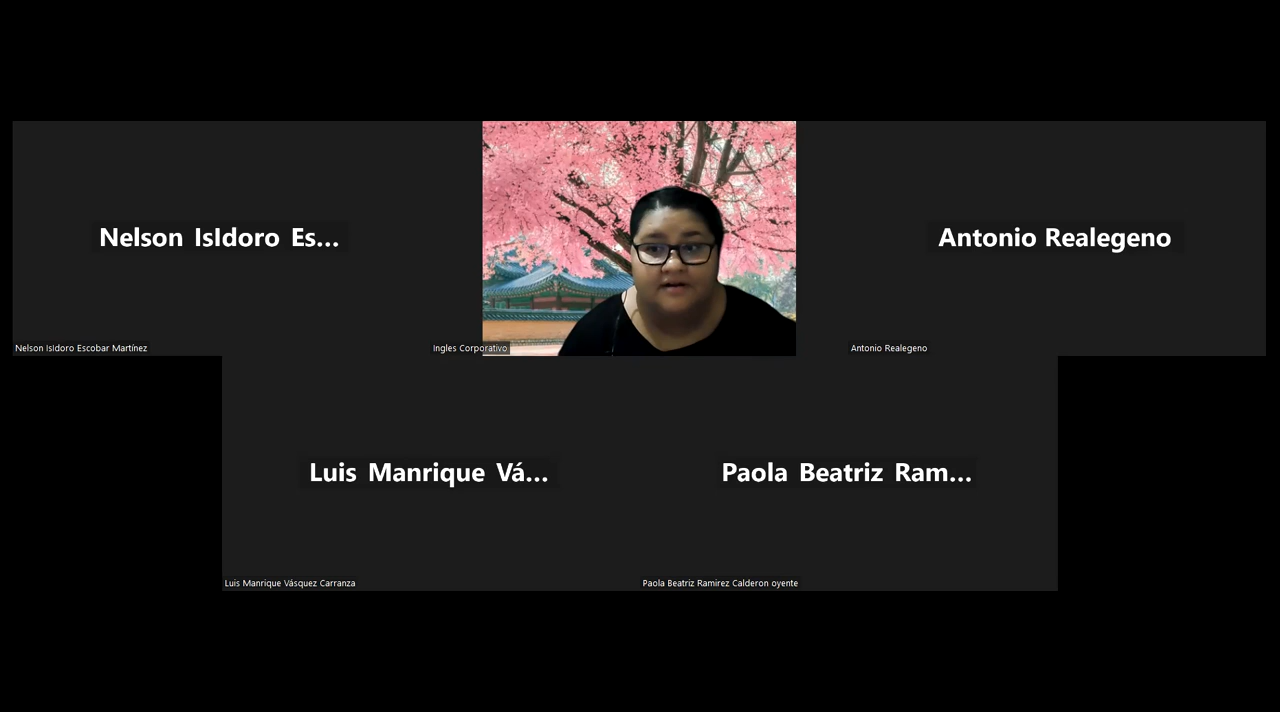 Nelson IsIdoro Es...
Antonio Realegeno
Nelson IsIdoro Escobar Martínez
Ingles Corporativo
Antonio Realegeno
Luis Manrique Vá...
Paola Beatriz Ram...
Luis Manrique Vásquez Carranza
Paola Beatriz Ramirez Calderon oyente